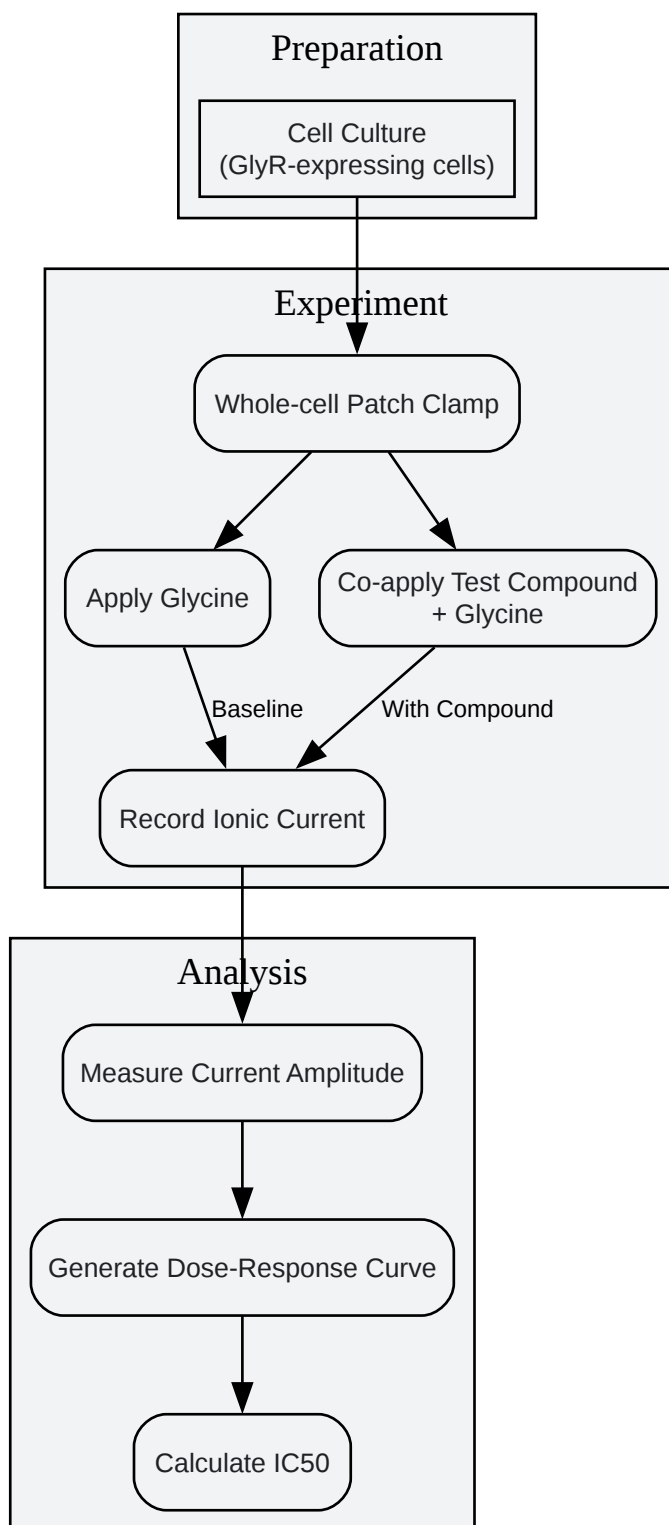 Preparation
Cell Culture
(GlyR-expressing cells)
Experiment
Whole-cell Patch Clamp
Apply Glycine
Co-apply Test Compound
+ Glycine
Baseline
With Compound
Record Ionic Current
Analysis
Measure Current Amplitude
Generate Dose-Response Curve
Calculate IC50